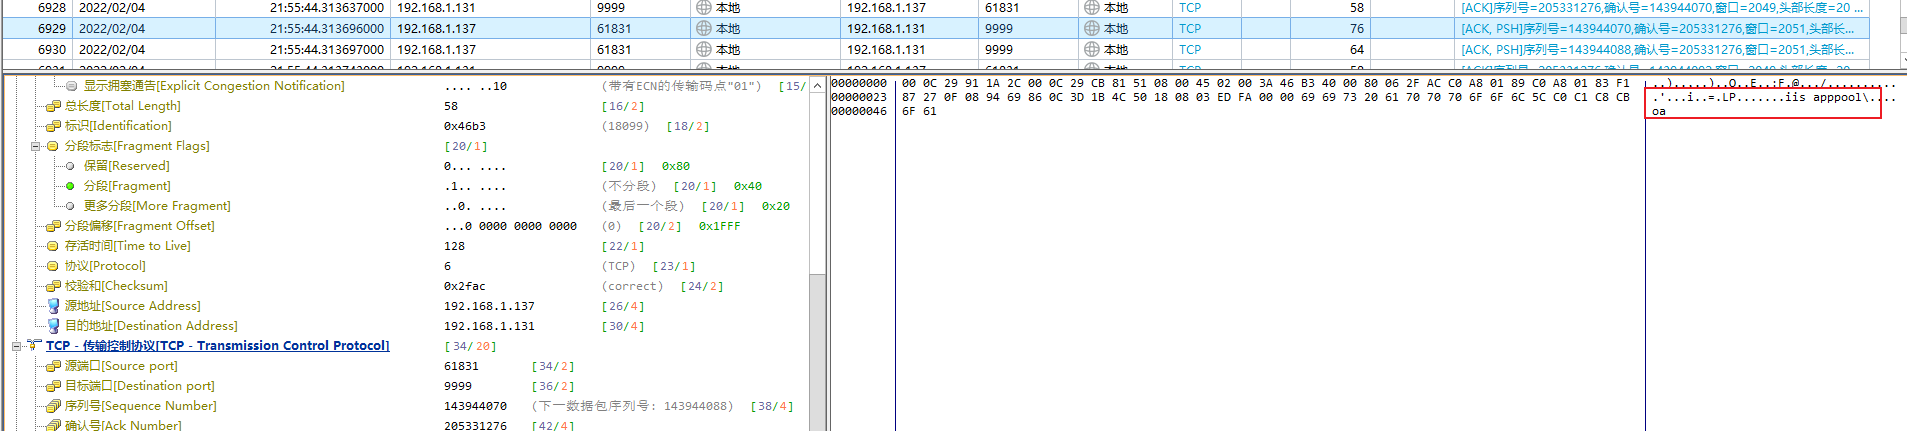 6928 2022/02/04 21:55:44.313637000 192.168.1.131 9999 本地 192.168.1.137 61831 本地 TCP 58 [ACK]序列号=205331276,确认号=143944070,窗口=2049,头部长度=20 ...
6929 2022/02/04 21:55:44.313696000 192.168.1.137 61831 本地 192.168.1.131 9999 本地 TCP 76 [ACK, PSH]序列号=143944070,确认号=205331276,窗口=2051,头部长...
6930 2022/02/04 21:55:44.313742000 192.168.1.137 61831 本地 192.168.1.131 9999 本地 TCP 64 [ACK, PSH]序列号=143944088,确认号=205331276,窗口=2051,头部长...
显示拥塞通告[Explicit Congestion Notification] .... ..10 (带有ECN的传输码点"01") [15/
总长度[Total Length] 58 [16/2]
标识[Identification] 0x46b3 (18099) [18/2]
分段标志[Fragment Flags] [20/1]
保留[Reserved] 0... .... [20/1] 0x80
分段[Fragment] .1.. .... (不分段) [20/1] 0x40
更多分段[More Fragment] ..0. .... (最后一个段) [20/1] 0x20
分段偏移[Fragment Offset] ...0 0000 0000 0000 (0) [20/2] 0x1FFF
存活时间[Time to Live] 128 [22/1]
协议[Protocol] 6 (TCP) [23/1]
校验和[Checksum] 0x2fac (correct) [24/2]
源地址[Source Address] 192.168.1.137 [26/4]
目的地址[Destination Address] 192.168.1.131 [30/4]
TCP - 传输控制协议[TCP - Transmission Control Protocol] [34/20]
源端口[Source port] 61831 [34/2]
目标端口[Destination port] 9999 [36/2]
序列号[Sequence Number] 143944070 (下一数据包序列号: 143944088) [38/4]
确认号[Ack Number] 205331276 [42/4]
00000000 00 0C 29 91 1A 2C 00 0C 29 CB 81 51 08 00 45 02 00 3A 46 B3 40 00 80 06 2F AC C0 A8 01 89 C0 A8 01 83 F1 ..)..,..)..Q..E..:F.@.../..........
00000023 87 27 0F 08 94 69 86 0C 3D 1B 4C 50 18 08 03 ED FA 00 00 69 69 73 20 61 70 70 70 6F 6F 6C 5C C0 C1 C8 CB .'...i..=.LP.......iis apppool\....
00000046 6F 61 oa